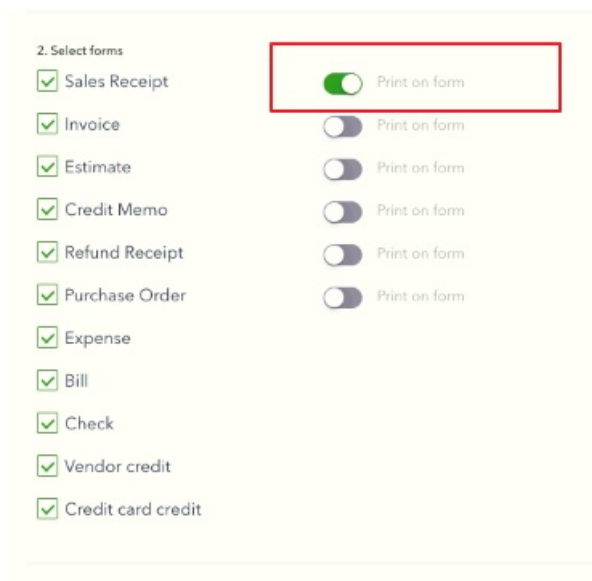 2. Select forms
Sales Receipt Print on form
Invoice Print on form
Estimate Print on form
Credit Memo Print on form
Refund Receipt Print on form
Purchase Order Print on form
Expense
Bill
Check
Vendor credit
Credit card credit